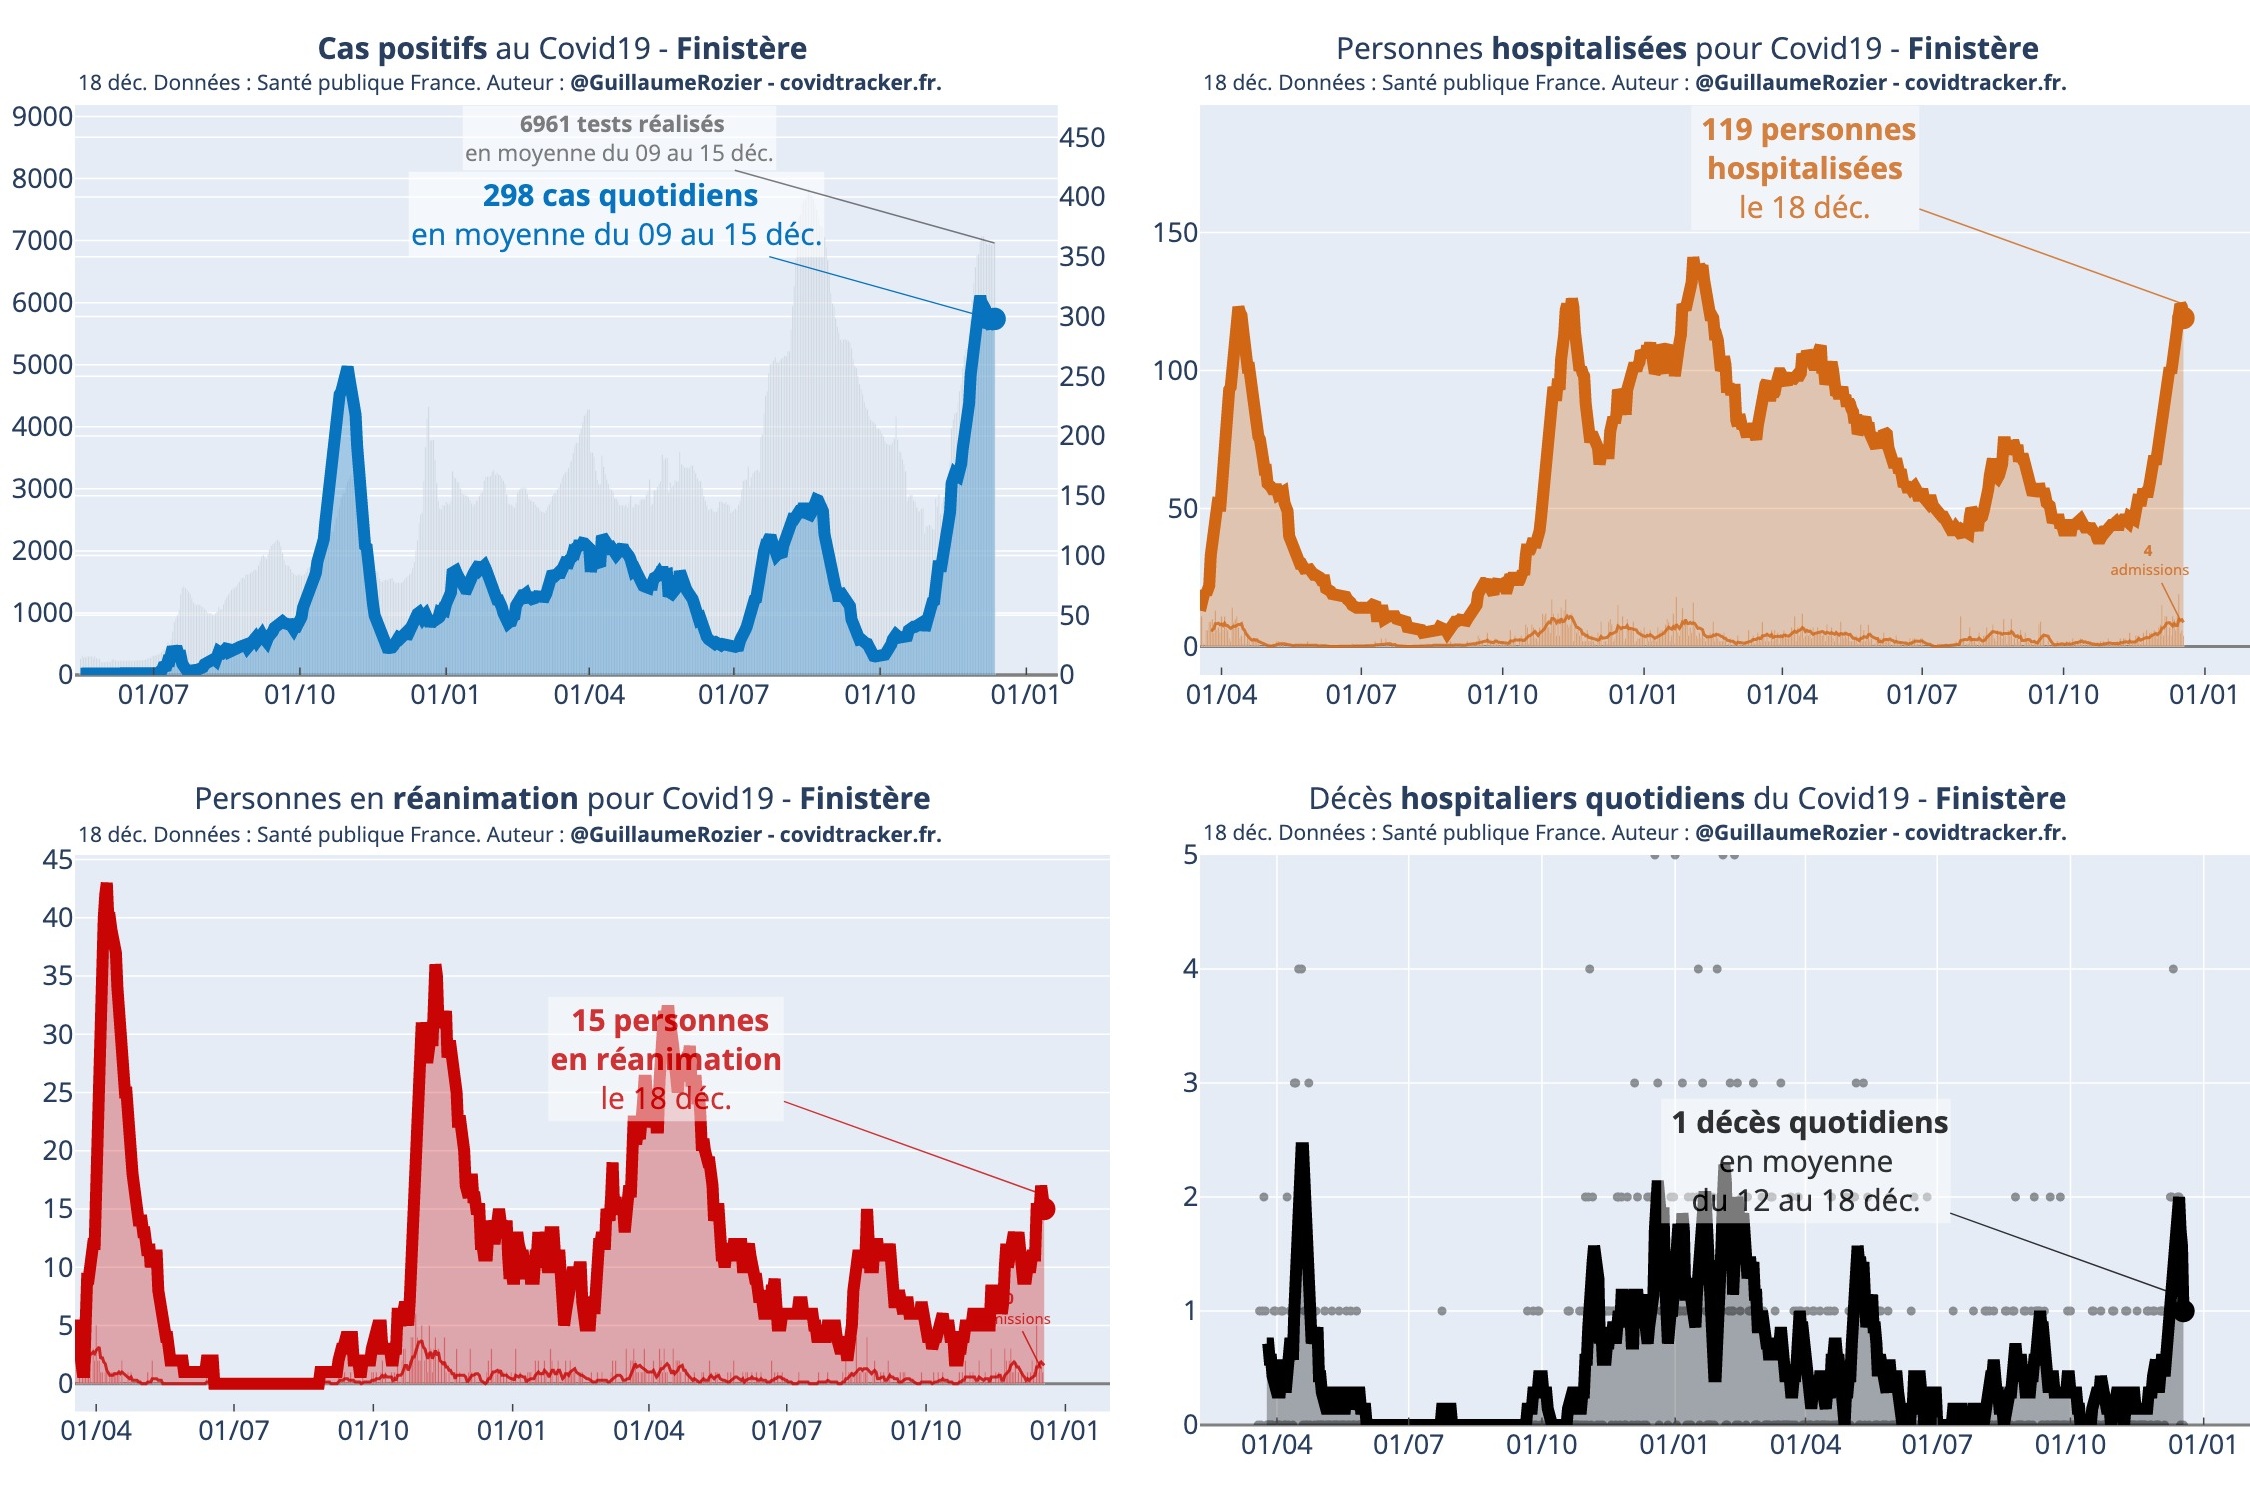 Cas positifs au Covid19 - Finistère
18 déc. Données : Santé publique France. Auteur : @GuillaumeRozier - covidtracker.fr.
9000
8000
7000
6000
5000
4000
3000
2000
1000
0
450
400
350
300
250
200
150
100
50
0
6961 tests réalisés
en moyenne du 09 au 15 déc.
298 cas quotidiens
en moyenne du 09 au 15 déc.
01/07 01/10 01/01 01/04 01/07 01/10 01/01
Personnes hospitalisées pour Covid19 - Finistère
18 déc. Données : Santé publique France. Auteur : @GuillaumeRozier - covidtracker.fr.
119 personnes
hospitalisées
le 18 déc.
150
100
50
0
4
admissions
01/04 01/07 01/10 01/01 01/04 01/07 01/10 01/01
Personnes en réanimation pour Covid19 - Finistère
18 déc. Données : Santé publique France. Auteur : @GuillaumeRozier - covidtracker.fr.
45
40
35
30
25
20
15
10
5
0
15 personnes
en réanimation
le 18 déc.
01/04 01/07 01/10 01/01 01/04 01/07 01/10 01/01
Décès hospitaliers quotidiens du Covid19 - Finistère
18 déc. Données : Santé publique France. Auteur : @GuillaumeRozier - covidtracker.fr.
5
4
3
2
1
0
1 décès quotidiens
en moyenne
du 12 au 18 déc.
01/04 01/07 01/10 01/01 01/04 01/07 01/10 01/01